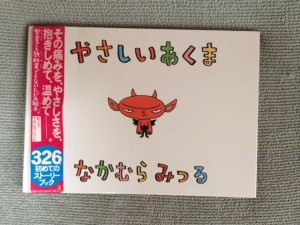 やさしいあくま
なかむらみつる
その痛みを、やさしさを、
抱きしめて、温めて――。
326
初めての
ストーリー
ブック